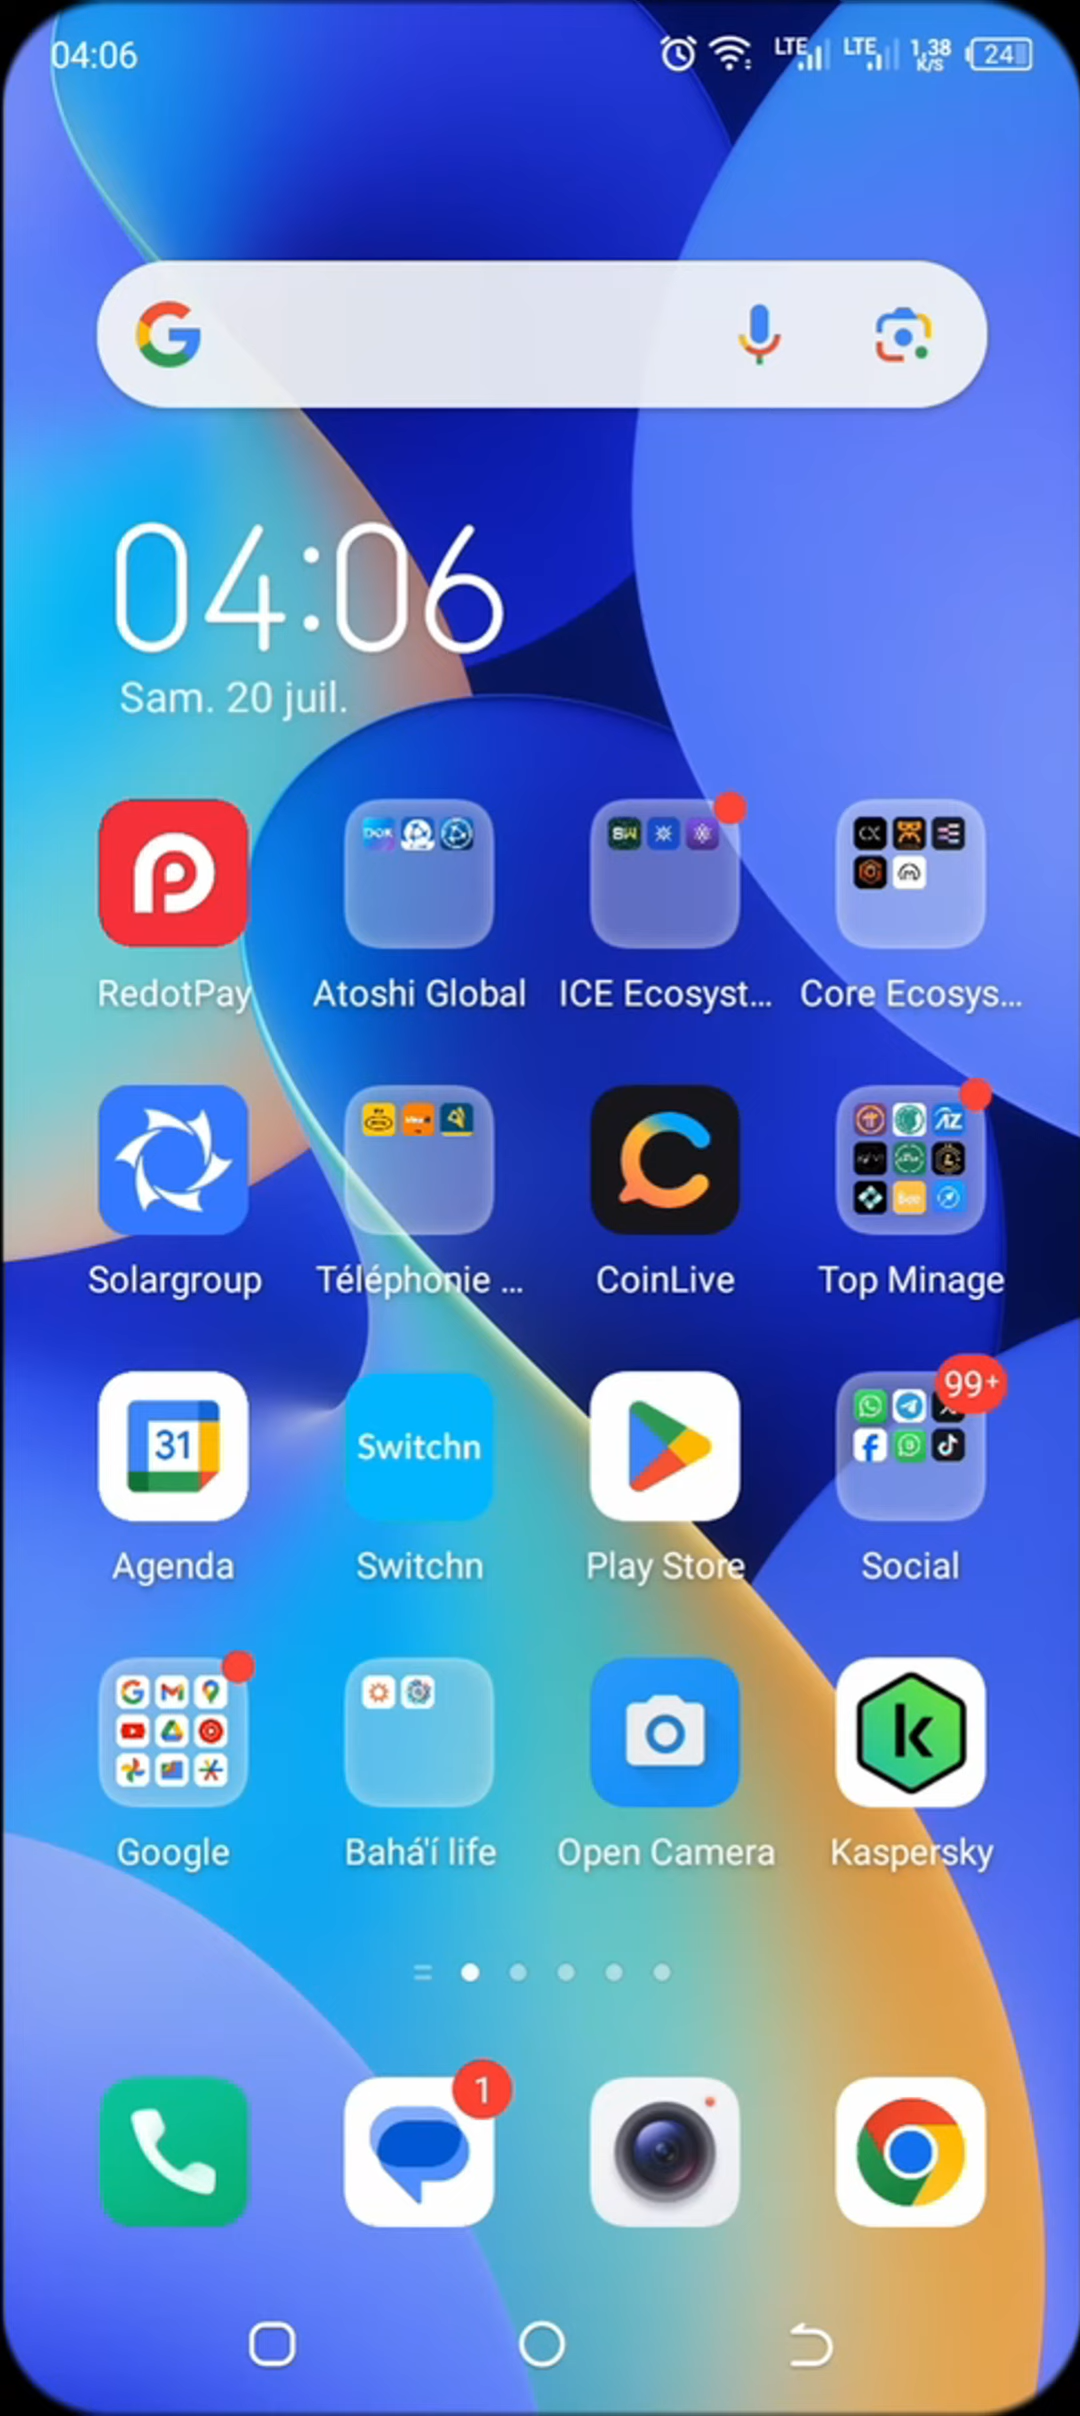 04:06
LTE LTE 1,38 K/S 24
04:06
Sam. 20 juil.
RedotPay Atoshi Global ICE Ecosyst... Core Ecosys...
Solargroup Téléphonie ... CoinLive Top Minage
31 Switchn 99+
Agenda Switchn Play Store Social
Google Bahá'í life Open Camera Kaspersky
1